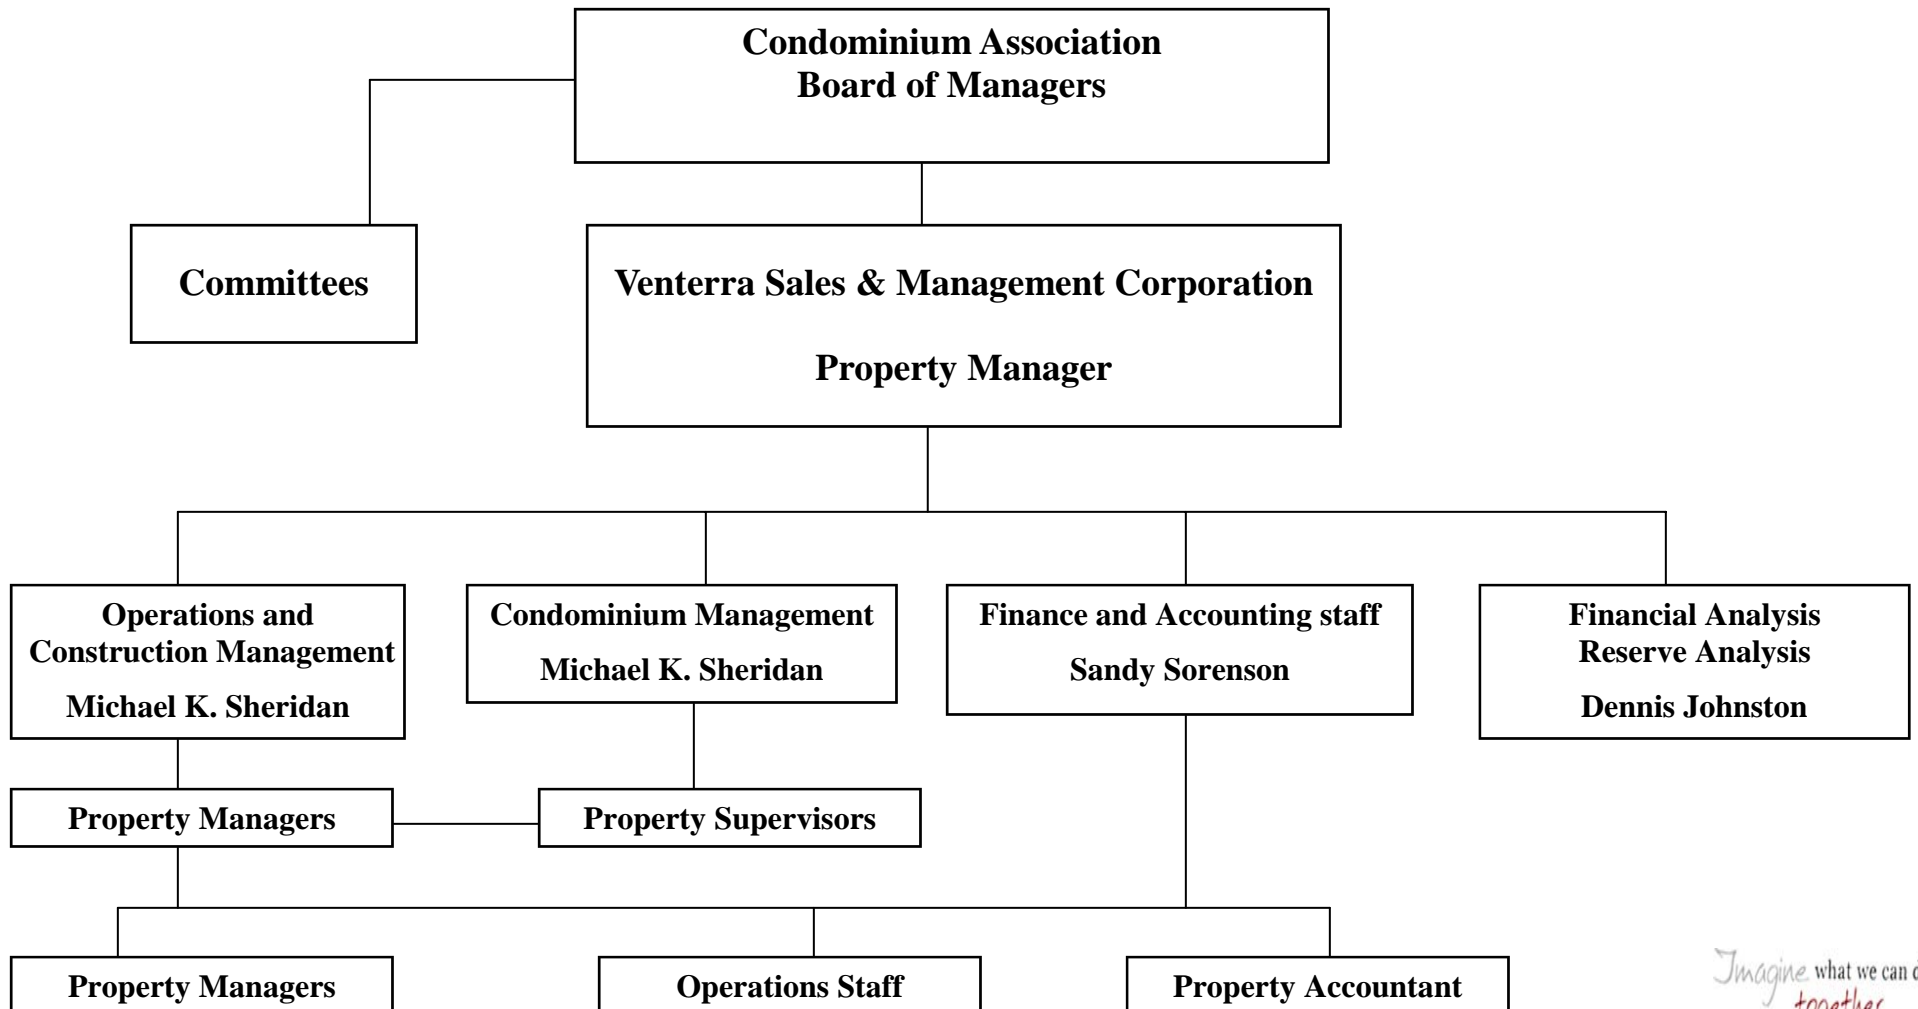 Condominium Association
Board of Managers
Committees
Venterra Sales & Management Corporation
Property Manager
Operations and
Construction Management
Michael K. Sheridan
Condominium Management
Michael K. Sheridan
Finance and Accounting staff
Sandy Sorenson
Financial Analysis
Reserve Analysis
Dennis Johnston
Property Managers
Property Supervisors
Property Managers
Operations Staff
Property Accountant
Imagine what we can
together